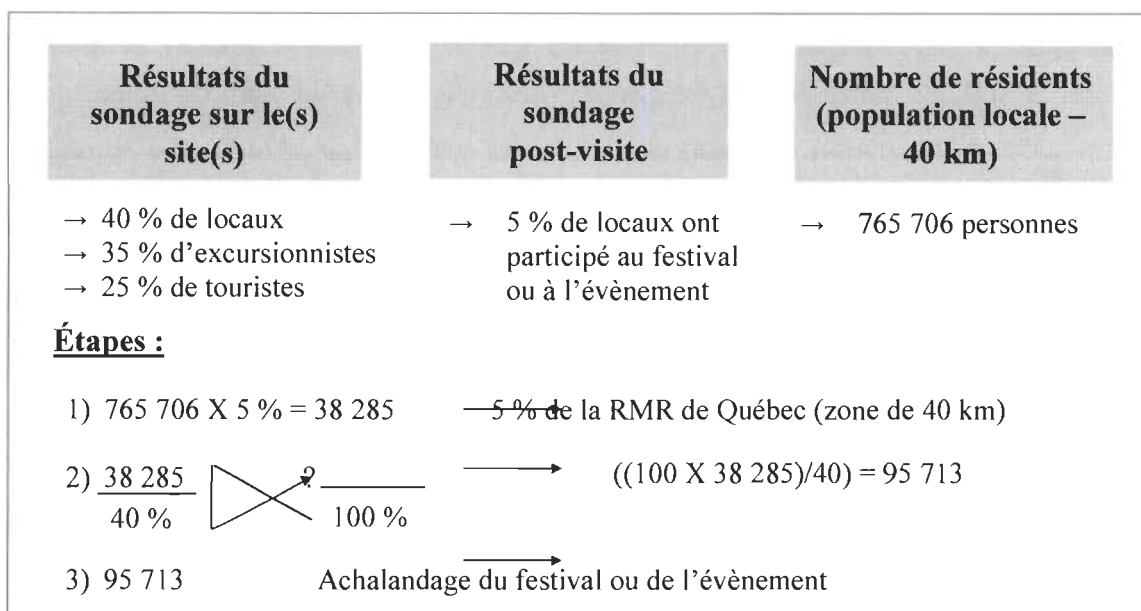 Résultats du
sondage sur le(s)
site(s)
Résultats du
sondage
post-visite
Nombre de résidents
(population locale –
40 km)
→ 40 % de locaux
→ 35 % d'excursionnistes
→ 25 % de touristes
→ 5 % de locaux ont
participé au festival
ou à l'évènement
→ 765 706 personnes
Étapes :
1) 765 706 X 5 % = 38 285 → 5 % de la RMR de Québec (zone de 40 km)
2) 38 285 ? → ((100 X 38 285)/40) = 95 713
40 % 100 %
3) 95 713 → Achalandage du festival ou de l'évènement